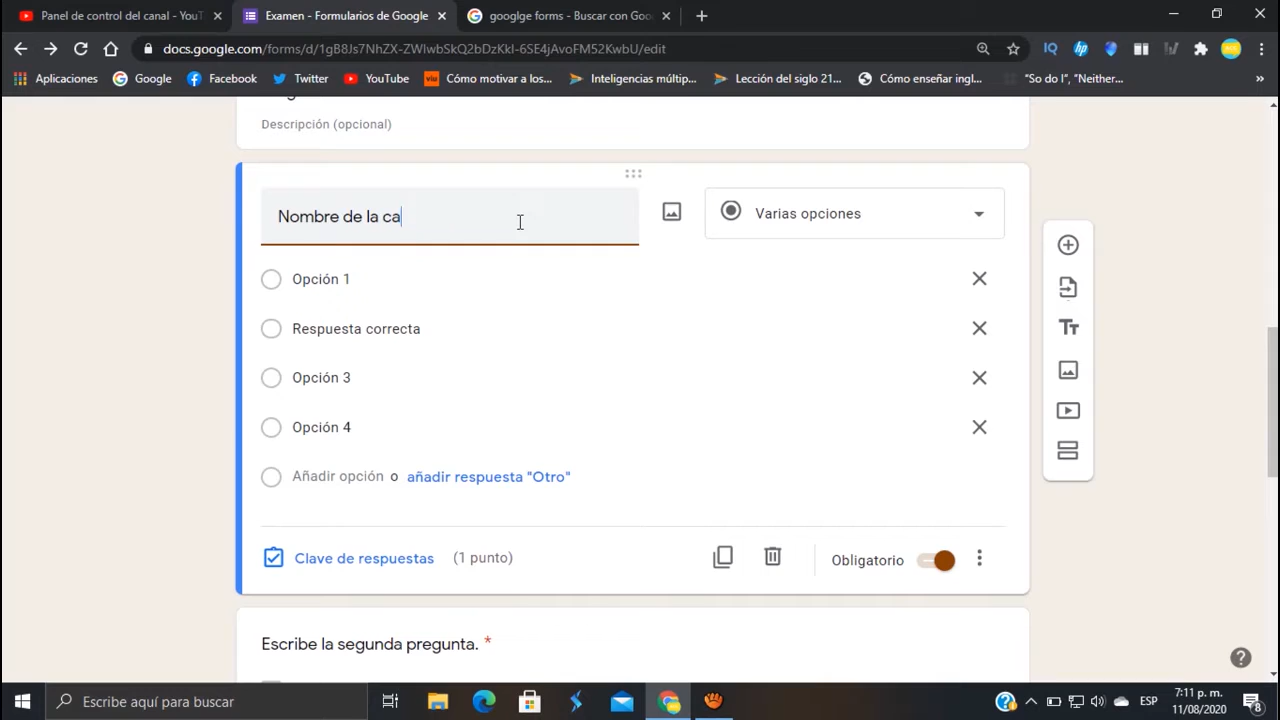 Panel de control del canal - YouT
Examen - Formularios de Google
googlge forms - Buscar con Goo
docs.google.com/forms/d/1gB8Js7NhZX-ZWIwbSkQ2bDzKkI-6SE4jAvoFM52KwbU/edit
Aplicaciones
Google
Facebook
Twitter
YouTube
Cómo motivar a los...
Inteligencias múltip...
Lección del siglo 21...
Cómo enseñar ingl...
"So do I", "Neither...
Descripción (opcional)
Nombre de la ca
Varias opciones
Opción 1
Respuesta correcta
Opción 3
Opción 4
Añadir opción o añadir respuesta "Otro"
Clave de respuestas (1 punto)
Obligatorio
Escribe la segunda pregunta. *
Escribe aquí para buscar
ESP
7:11 p. m.
11/08/2020
8